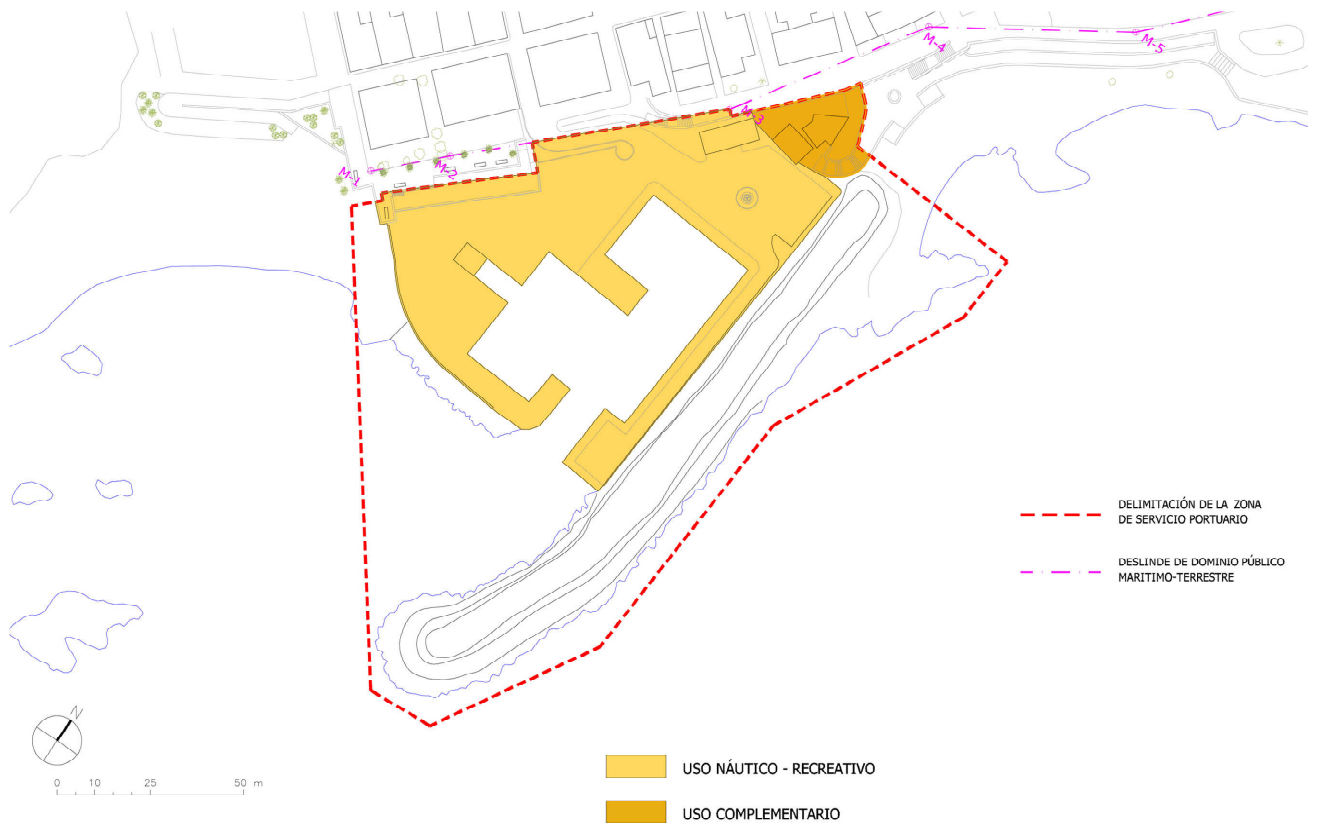 M-4
M-5
M-3
M-1
M-2
DELIMITACIÓN DE LA ZONA
DE SERVICIO PORTUARIO
DESLINDE DE DOMINIO PÚBLICO
MARITIMO-TERRESTRE
N
0 10 25 50 m
USO NÁUTICO - RECREATIVO
USO COMPLEMENTARIO